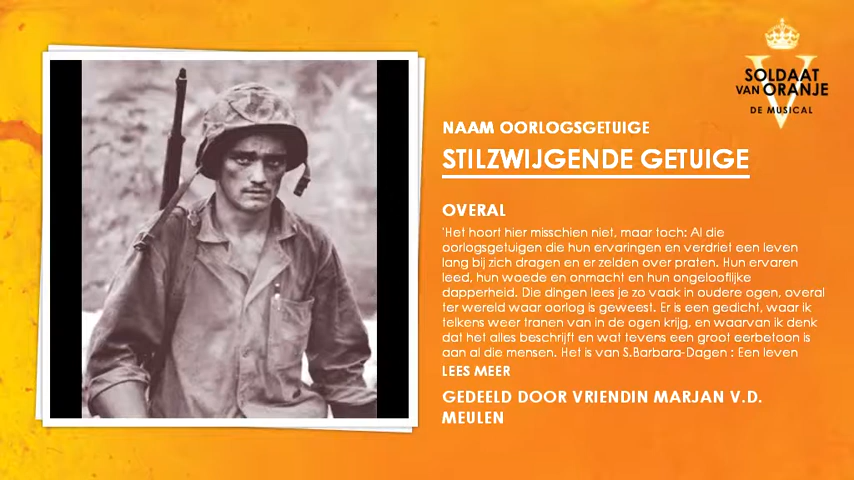 SOLDAAT
VAN ORANJE
DE MUSICAL
NAAM OORLOGSGETUIGE
STILZWIJGENDE GETUIGE
OVERAL
'Het hoort hier misschien niet, maar toch: Al die
oorlogsgetuigen die hun ervaringen en verdriet een leven
lang bij zich dragen en er zelden over praten. Hun ervaren
leed, hun woede en onmacht en hun ongelooflijke
dapperheid. Die dingen lees je zo vaak in oudere ogen, overal
ter wereld waar oorlog is geweest. Er is een gedicht, waar ik
telkens weer tranen van in de ogen krijg, en waarvan ik denk
dat het alles beschrijft en wat tevens een groot eerbetoon is
aan al die mensen. Het is van S.Barbara-Dagen : Een leven
LEES MEER
GEDEELD DOOR VRIENDIN MARJAN V.D.
MEULEN